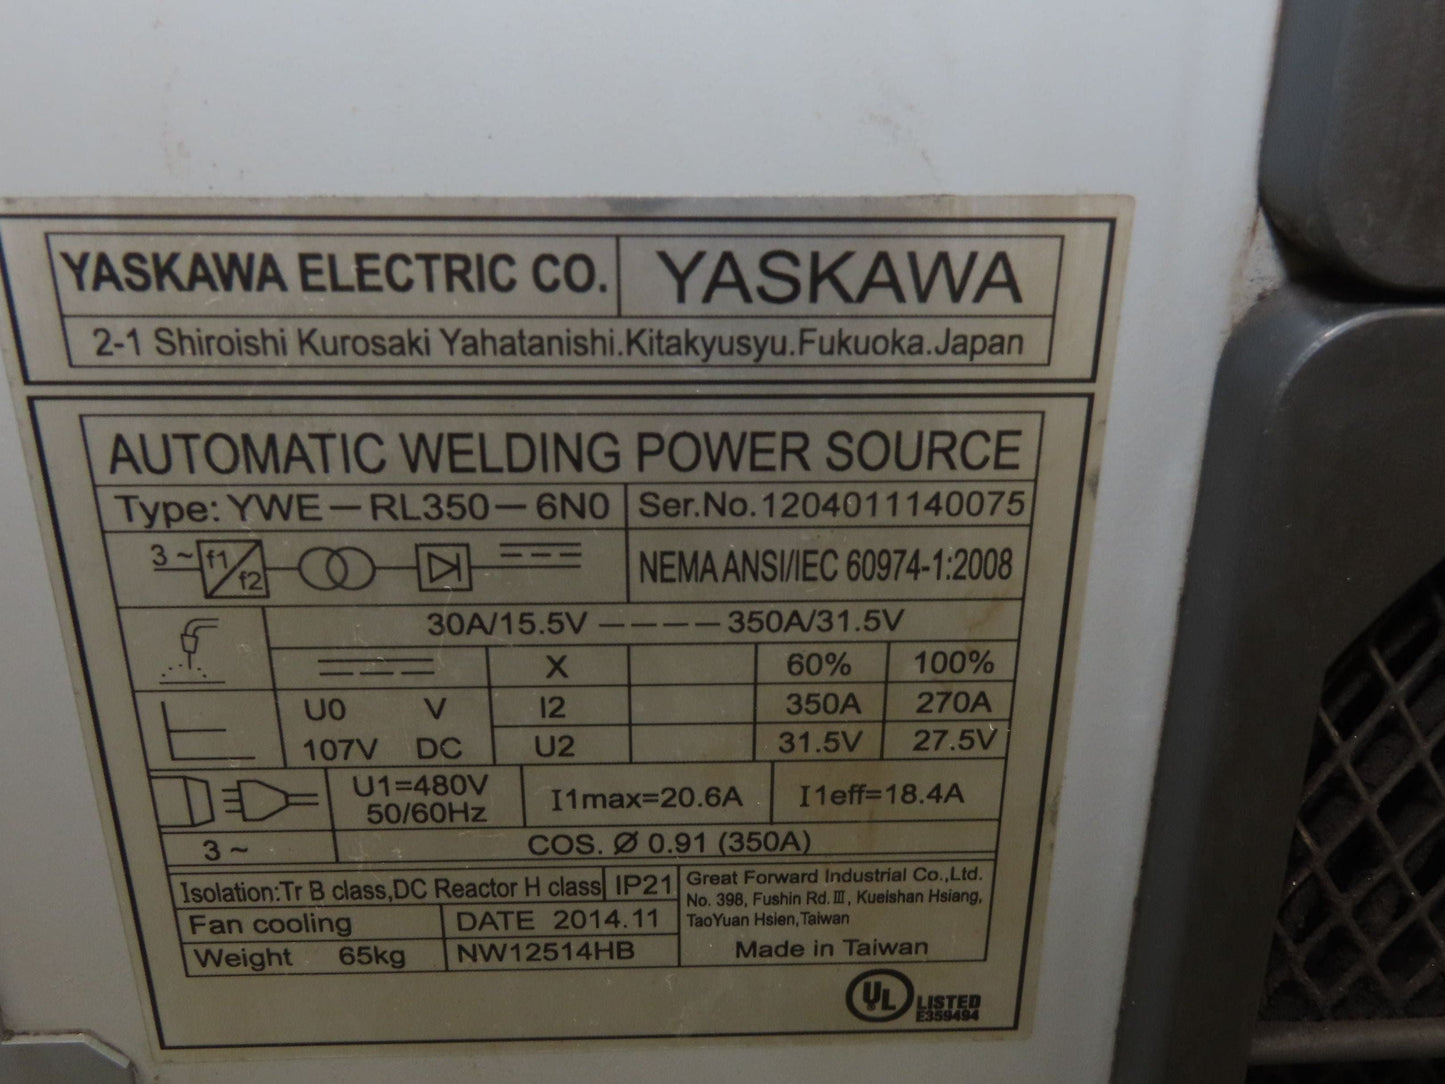 YASKAWA ELECTRIC CO. YASKAWA
2-1 Shiroishi Kurosaki Yahatanishi.Kitakyusyu.Fukuoka.Japan
AUTOMATIC WELDING POWER SOURCE
Type: YWE-RL350-6N0 Ser.No.1204011140075
3~ f1 f2 NEMA ANSI/IEC 60974-1:2008
30A/15.5V ---- 350A/31.5V
X 60% 100%
U0 V I2 350A 270A
107V DC U2 31.5V 27.5V
U1=480V
50/60Hz I1max=20.6A I1eff=18.4A
3~ COS. Ø 0.91 (350A)
Isolation:Tr B class,DC Reactor H class IP21
Fan cooling DATE 2014.11
Weight 65kg NW12514HB
Great Forward Industrial Co.,Ltd.
No. 398, Fushin Rd.Ⅲ, Kueishan Hsiang,
TaoYuan Hsien,Taiwan
Made in Taiwan
UL LISTED
E359494